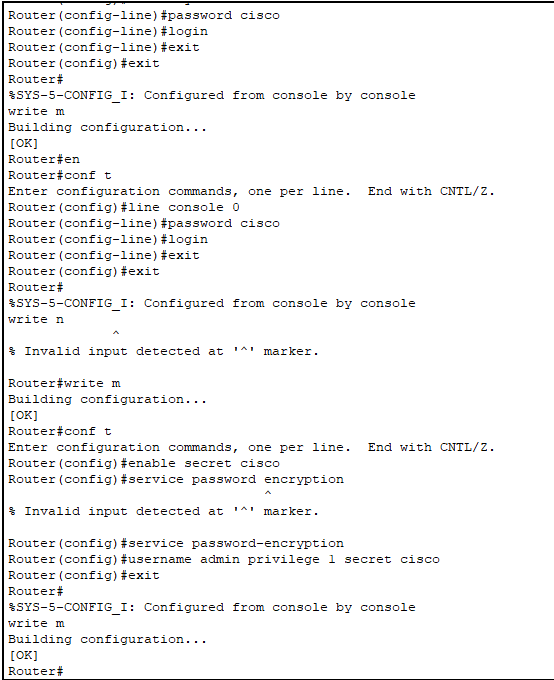 Router(config-line)#password cisco
Router(config-line)#login
Router(config-line)#exit
Router(config)#exit
Router#
%SYS-5-CONFIG_I: Configured from console by console
write m
Building configuration...
[OK]
Router#en
Router#conf t
Enter configuration commands, one per line.  End with CNTL/Z.
Router(config)#line console 0
Router(config-line)#password cisco
Router(config-line)#login
Router(config-line)#exit
Router(config)#exit
Router#
%SYS-5-CONFIG_I: Configured from console by console
write n
             ^
% Invalid input detected at '^' marker.

Router#write m
Building configuration...
[OK]
Router#conf t
Enter configuration commands, one per line.  End with CNTL/Z.
Router(config)#enable secret cisco
Router(config)#service password encryption
                                ^
% Invalid input detected at '^' marker.

Router(config)#service password-encryption
Router(config)#username admin privilege 1 secret cisco
Router(config)#exit
Router#
%SYS-5-CONFIG_I: Configured from console by console
write m
Building configuration...
[OK]
Router#